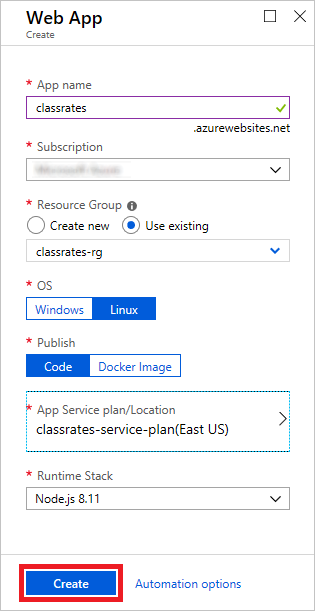 Web App
Create
* App name
classrates
.azurewebsites.net
* Subscription
* Resource Group
Create new Use existing
classrates-rg
* OS
Windows Linux
* Publish
Code Docker Image
* App Service plan/Location
classrates-service-plan(East US)
* Runtime Stack
Node.js 8.11
Create Automation options